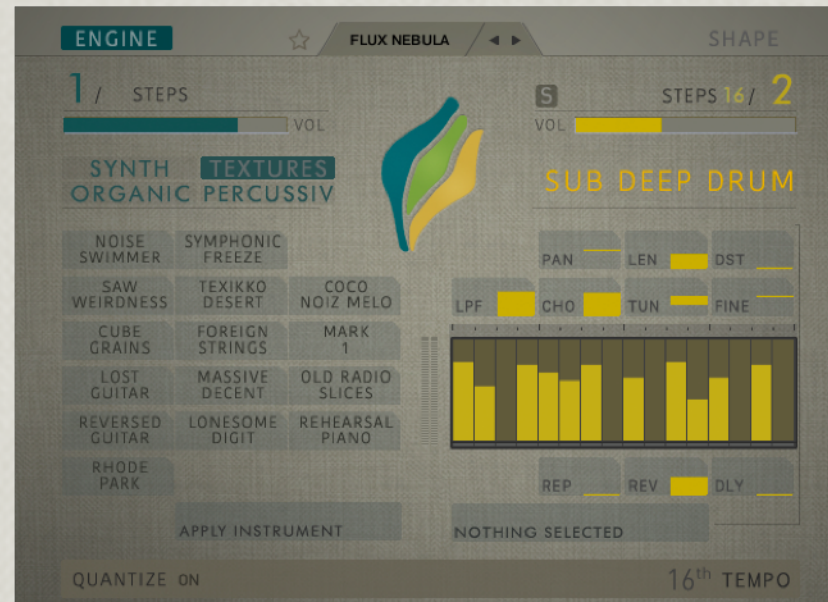 ENGINE FLUX NEBULA SHAPE
1 / STEPS S STEPS 16 / 2
VOL VOL
SYNTH TEXTURES
ORGANIC PERCUSSIV
SUB DEEP DRUM
NOISE SWIMMER
SYMPHONIC FREEZE
SAW WEIRDNESS
TEXIKKO DESERT
COCO NOIZ MELO
CUBE GRAINS
FOREIGN STRINGS
MARK 1
LOST GUITAR
MASSIVE DECENT
OLD RADIO SLICES
REVERSED GUITAR
LONESOME DIGIT
REHEARSAL PIANO
RHODE PARK
PAN LEN DST
LPF CHO TUN FINE
REP REV DLY
APPLY INSTRUMENT
NOTHING SELECTED
QUANTIZE ON 16th TEMPO